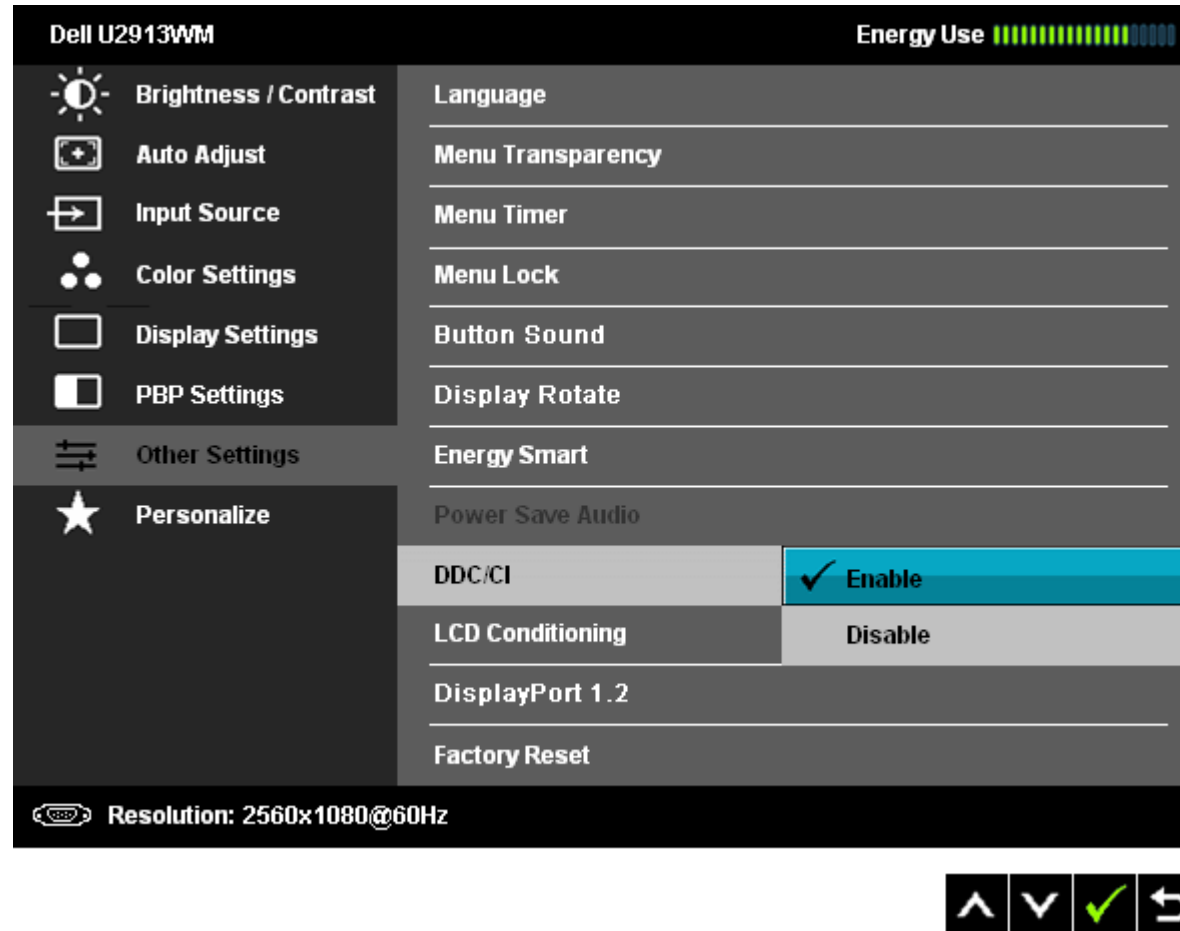 Dell U2913WM Energy Use
Brightness / Contrast Language
Auto Adjust Menu Transparency
Input Source Menu Timer
Color Settings Menu Lock
Display Settings Button Sound
PBP Settings Display Rotate
Other Settings Energy Smart
Personalize Power Save Audio
DDC/CI Enable
LCD Conditioning Disable
DisplayPort 1.2
Factory Reset
Resolution: 2560x1080@60Hz